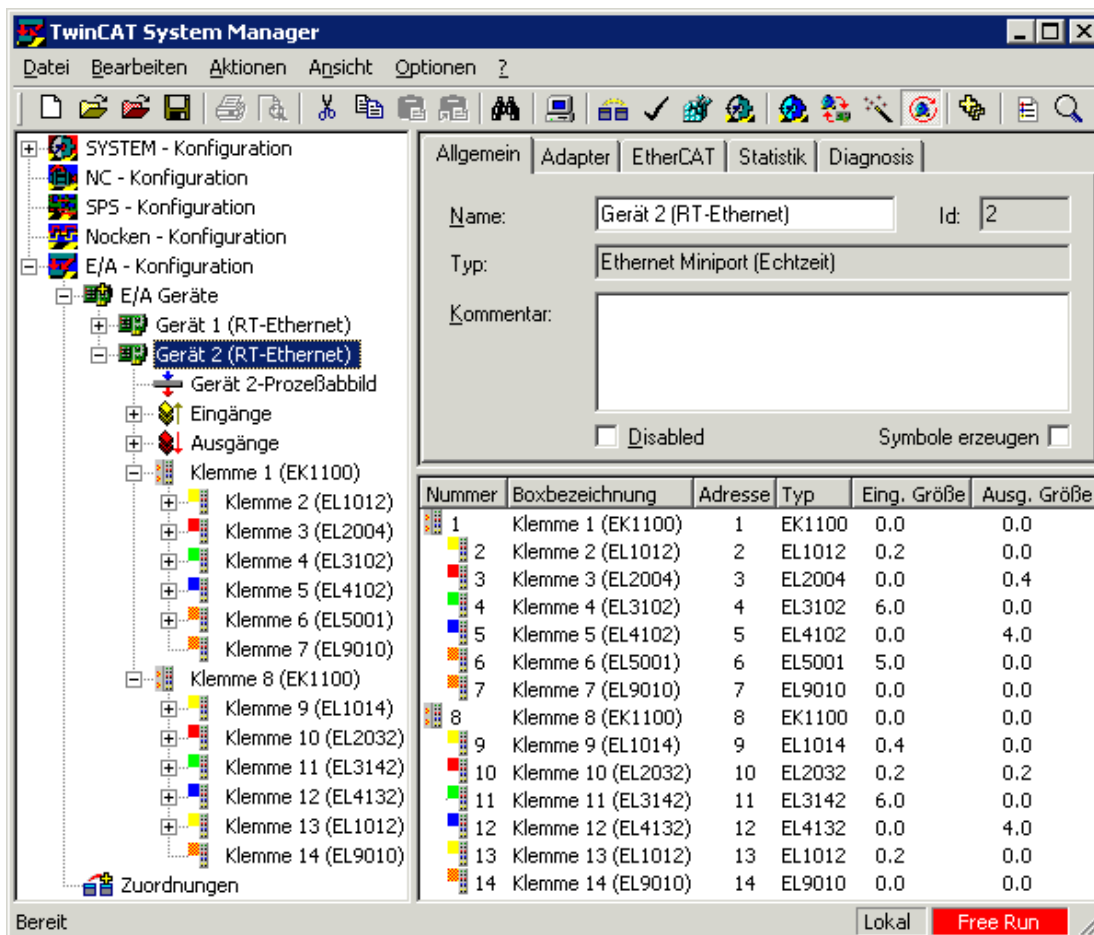 TwinCAT System Manager
Datei Bearbeiten Aktionen Ansicht Optionen ?
SYSTEM - Konfiguration
NC - Konfiguration
SPS - Konfiguration
Nocken - Konfiguration
E/A - Konfiguration
E/A Geräte
Gerät 1 (RT-Ethernet)
Gerät 2 (RT-Ethernet)
Gerät 2-Prozeßabbild
Eingänge
Ausgänge
Klemme 1 (EK1100)
Klemme 2 (EL1012)
Klemme 3 (EL2004)
Klemme 4 (EL3102)
Klemme 5 (EL4102)
Klemme 6 (EL5001)
Klemme 7 (EL9010)
Klemme 8 (EK1100)
Klemme 9 (EL1014)
Klemme 10 (EL2032)
Klemme 11 (EL3142)
Klemme 12 (EL4132)
Klemme 13 (EL1012)
Klemme 14 (EL9010)
Zuordnungen
Allgemein Adapter EtherCAT Statistik Diagnosis
Name: Gerät 2 (RT-Ethernet) Id: 2
Typ: Ethernet Miniport (Echtzeit)
Kommentar:
Disabled Symbole erzeugen
Nummer Boxbezeichnung Adresse Typ Eing. Größe Ausg. Größe
1 Klemme 1 (EK1100) 1 EK1100 0.0 0.0
2 Klemme 2 (EL1012) 2 EL1012 0.2 0.0
3 Klemme 3 (EL2004) 3 EL2004 0.0 0.4
4 Klemme 4 (EL3102) 4 EL3102 6.0 0.0
5 Klemme 5 (EL4102) 5 EL4102 0.0 4.0
6 Klemme 6 (EL5001) 6 EL5001 5.0 0.0
7 Klemme 7 (EL9010) 7 EL9010 0.0 0.0
8 Klemme 8 (EK1100) 8 EK1100 0.0 0.0
9 Klemme 9 (EL1014) 9 EL1014 0.4 0.0
10 Klemme 10 (EL2032) 10 EL2032 0.2 0.2
11 Klemme 11 (EL3142) 11 EL3142 6.0 0.0
12 Klemme 12 (EL4132) 12 EL4132 0.0 4.0
13 Klemme 13 (EL1012) 13 EL1012 0.2 0.0
14 Klemme 14 (EL9010) 14 EL9010 0.0 0.0
Bereit Lokal Free Run